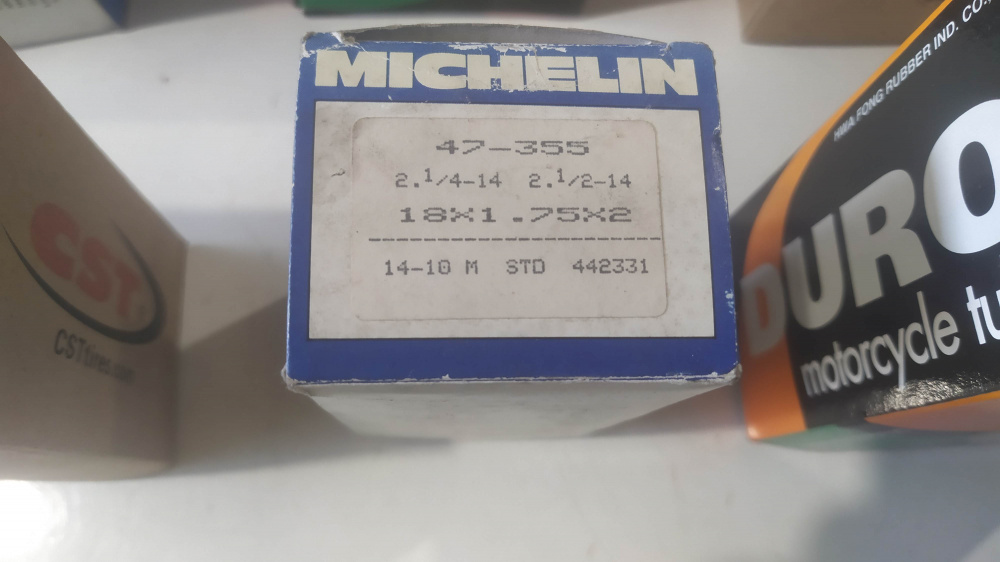 MICHELIN
47-355
2.1/4-14 2.1/2-14
18X1.75X2
14-10 M STD 442331
CST
CSTtires.com
HWA FONG RUBBER IND. CO.,
DURO
motorcycle tu